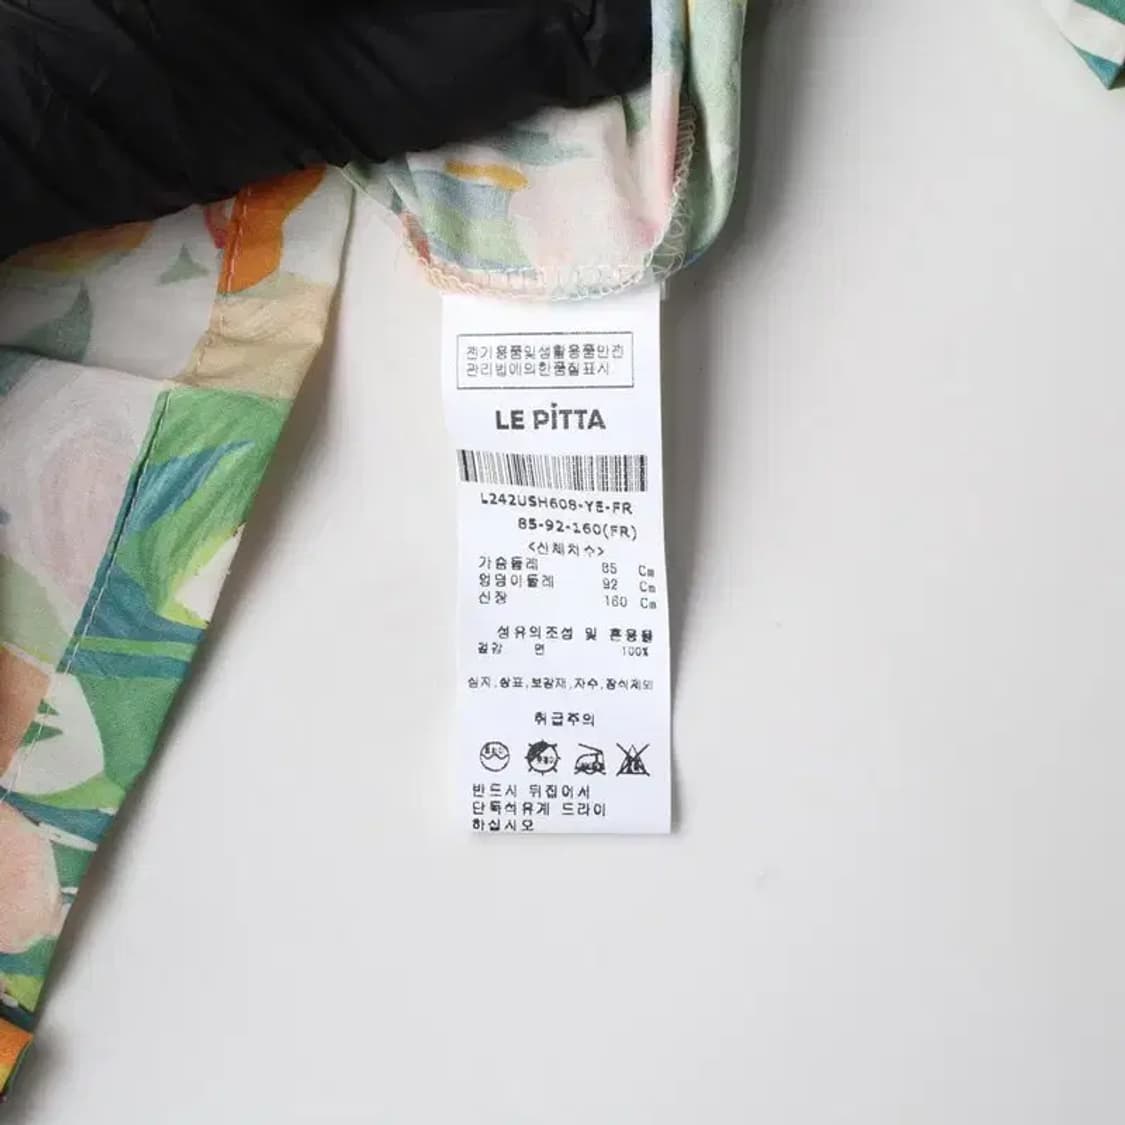 전기용품및생활용품안전
관리법에의한품질표시
LE PiTTA
L242USH608-YE-FR
85-92-160(FR)
<신체치수>
가슴둘레 85 Cm
엉덩이둘레 92 Cm
신장 160 Cm
섬유의조성 및 혼용율
겉감 면 100%
심지,상표,보강재,자수,장식제외
취급주의
반드시 뒤집어서
단독석유계 드라이
하십시오